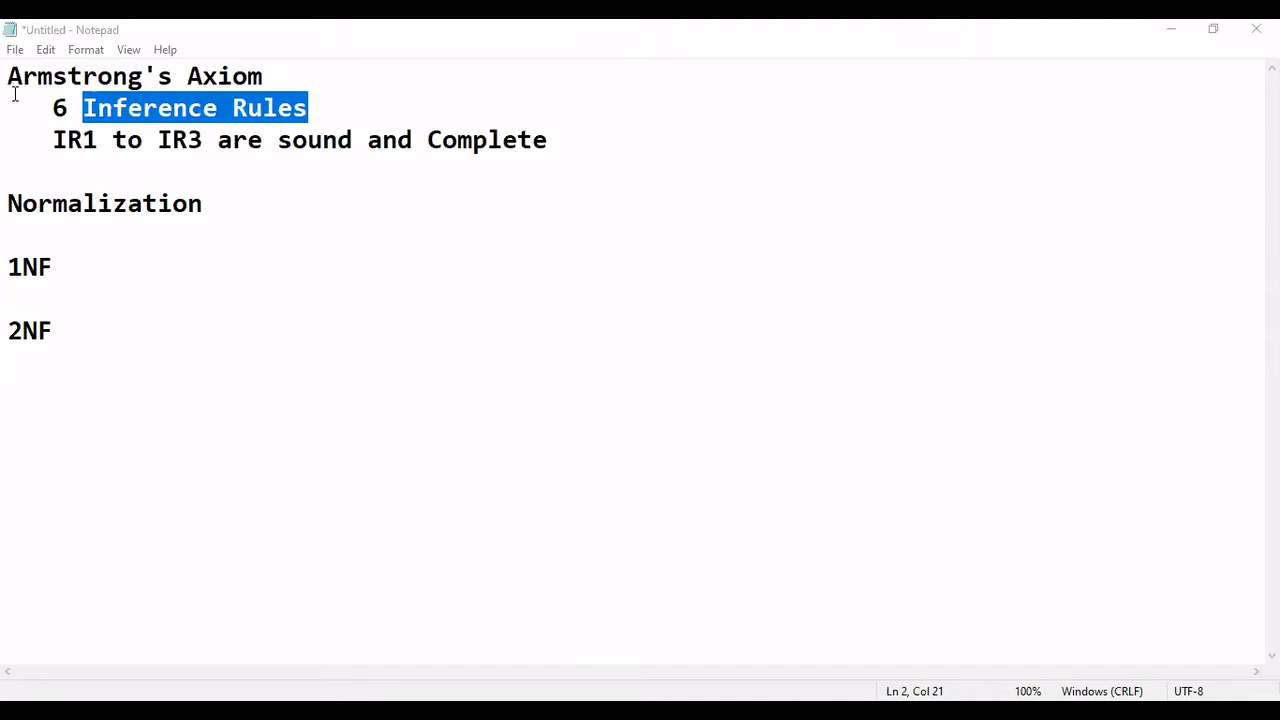 *Untitled - Notepad
File Edit Format View Help
Armstrong's Axiom
6 Inference Rules
IR1 to IR3 are sound and Complete
Normalization
1NF
2NF
Ln 2, Col 21 100% Windows (CRLF) UTF-8